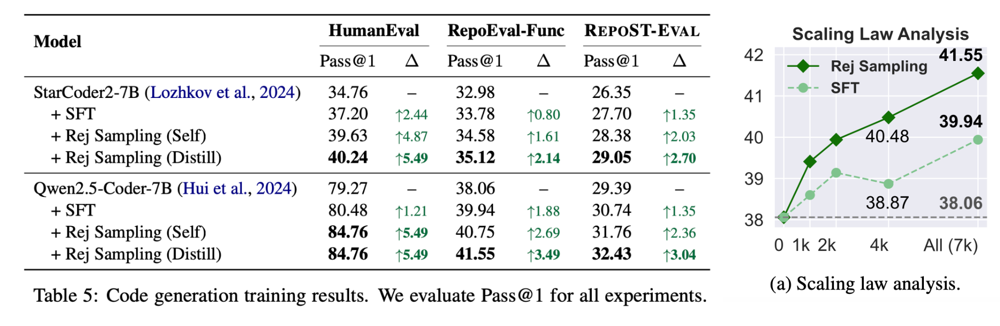 Model HumanEval RepoEval-Func REPOST-EVAL
Pass@1 Δ Pass@1 Δ Pass@1 Δ
StarCoder2-7B (Lozhkov et al., 2024) 34.76 – 32.98 – 26.35 –
+ SFT 37.20 ↑2.44 33.78 ↑0.80 27.70 ↑1.35
+ Rej Sampling (Self) 39.63 ↑4.87 34.58 ↑1.61 28.38 ↑2.03
+ Rej Sampling (Distill) 40.24 ↑5.49 35.12 ↑2.14 29.05 ↑2.70
Qwen2.5-Coder-7B (Hui et al., 2024) 79.27 – 38.06 – 29.39 –
+ SFT 80.48 ↑1.21 39.94 ↑1.88 30.74 ↑1.35
+ Rej Sampling (Self) 84.76 ↑5.49 40.75 ↑2.69 31.76 ↑2.36
+ Rej Sampling (Distill) 84.76 ↑5.49 41.55 ↑3.49 32.43 ↑3.04
Table 5: Code generation training results. We evaluate Pass@1 for all experiments.
Scaling Law Analysis
42
41
40
39
38
Rej Sampling
SFT
41.55
40.48
39.94
38.87
38.06
0 1k 2k 4k All (7k)
(a) Scaling law analysis.